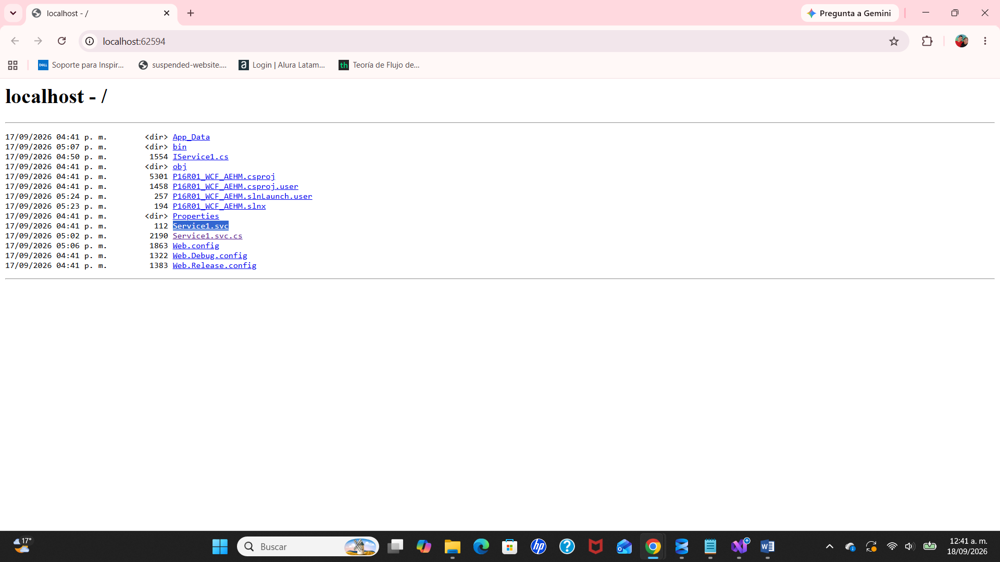 localhost - /
Pregunta a Gemini
localhost:62594
Soporte para Inspir...
suspended-website....
Login | Alura Latam...
Teoría de Flujo de...
localhost - /
17/09/2026 04:41 p. m. <dir> App_Data
17/09/2026 05:07 p. m. <dir> bin
17/09/2026 04:50 p. m. 1554 IService1.cs
17/09/2026 04:41 p. m. <dir> obj
17/09/2026 04:41 p. m. 5301 P16R01_WCF_AEHM.csproj
17/09/2026 04:41 p. m. 1458 P16R01_WCF_AEHM.csproj.user
17/09/2026 05:24 p. m. 257 P16R01_WCF_AEHM.slnLaunch.user
17/09/2026 05:23 p. m. 194 P16R01_WCF_AEHM.slnx
17/09/2026 04:41 p. m. <dir> Properties
17/09/2026 04:41 p. m. 112 Service1.svc
17/09/2026 05:02 p. m. 2190 Service1.svc.cs
17/09/2026 05:06 p. m. 1863 Web.config
17/09/2026 04:41 p. m. 1322 Web.Debug.config
17/09/2026 04:41 p. m. 1383 Web.Release.config
17°
Buscar
12:41 a. m.
18/09/2026